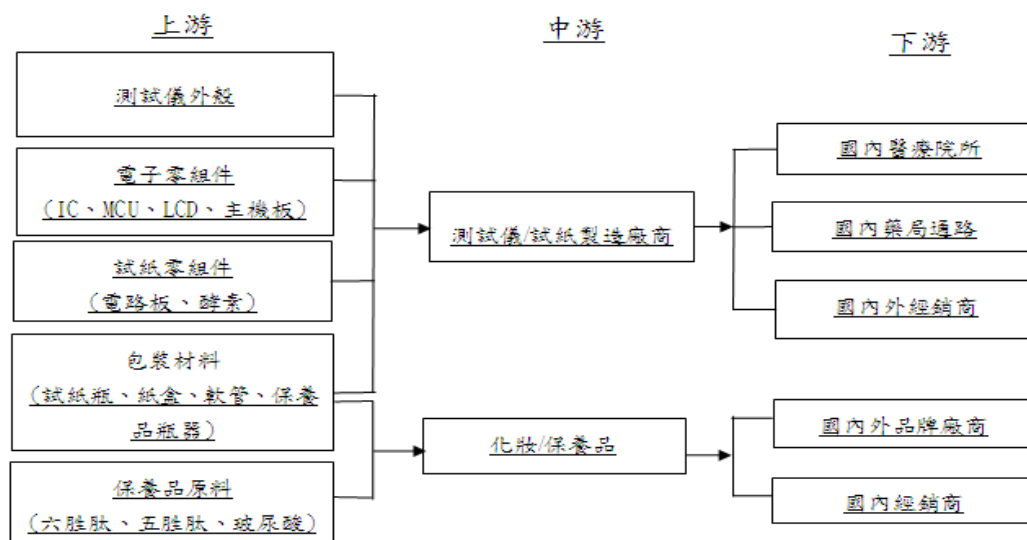 上游
中游
下游
測試儀外殼
電子零組件
(IC、MCU、LCD、主機板)
試紙零組件
(電路板、酵素)
包裝材料
(試紙瓶、紙盒、軟管、保養
品瓶器)
保養品原料
(六胜肽、五胜肽、玻尿酸)
測試儀/試紙製造廠商
化妝/保養品
國內醫療院所
國內藥局通路
國內外經銷商
國內外品牌廠商
國內經銷商